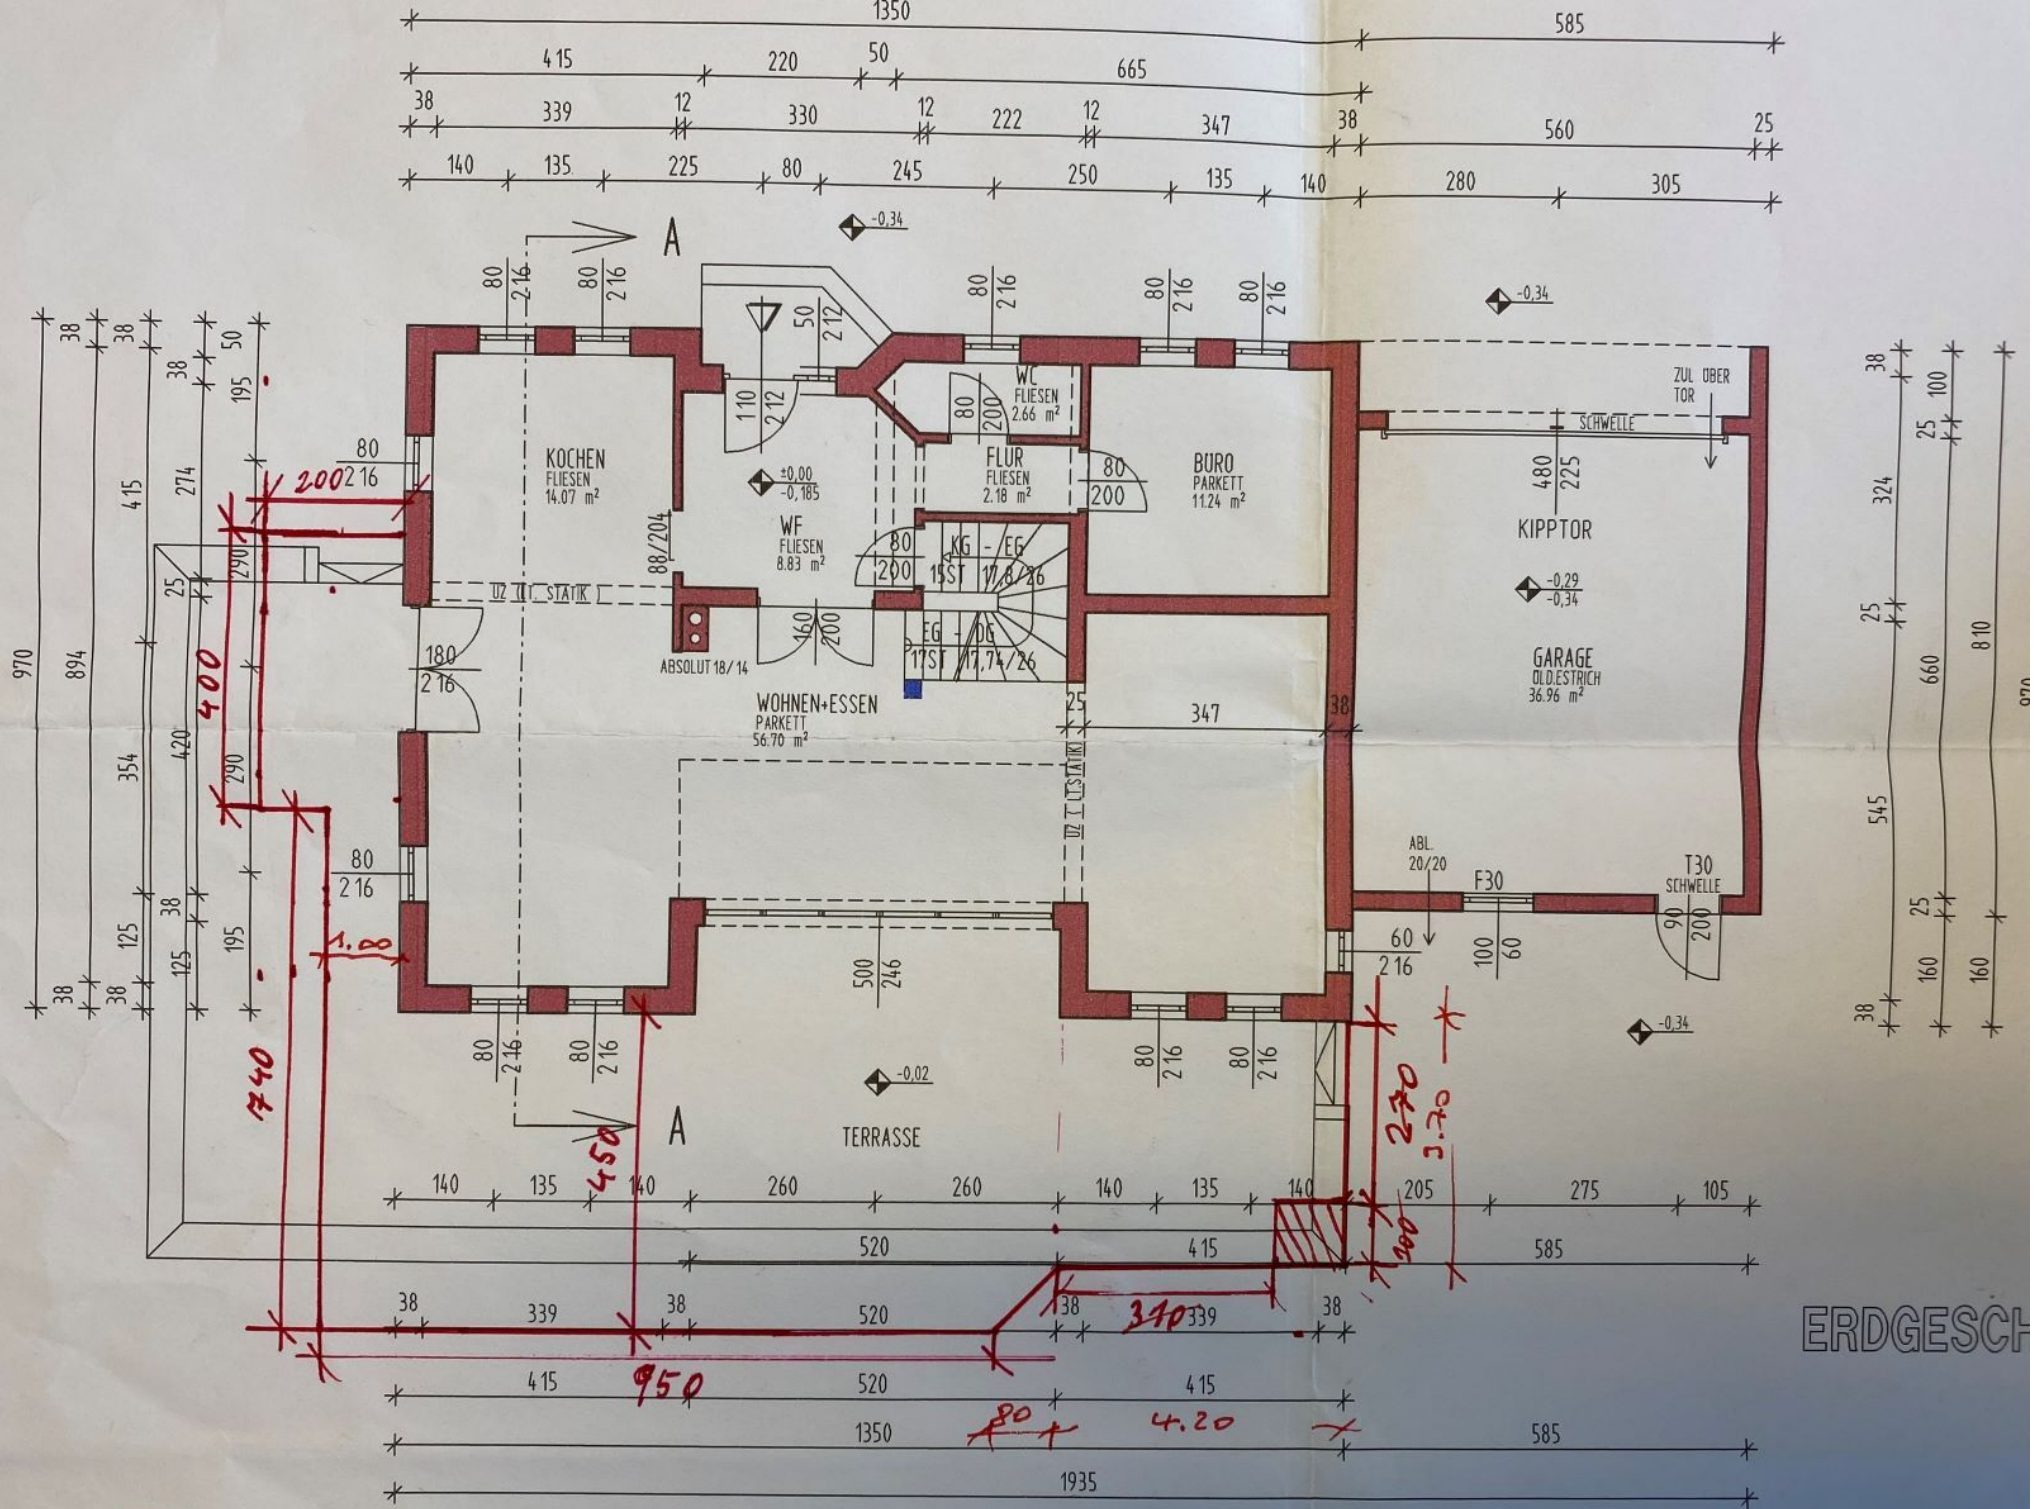 1350
585
415 220 50 665
38 339 12 330 12 222 12 347 38 560 25
140 135 225 80 245 250 135 140 280 305
A
-0,34
80
216
80
216
50
212
80
216
80
216
80
216
-0,34
970
38
894
38
38
415
354
125
38
38
274
25
420
38
125
50
195
290
290
195
80
216
200
400
KOCHEN
FLIESEN
14.07 m²
110
212
±0,00
-0,185
WF
FLIESEN
8.83 m²
88/204
WC
FLIESEN
2.66 m²
80
200
FLUR
FLIESEN
2.18 m²
80
200
BÜRO
PARKETT
11.24 m²
ZUL ÜBER
TOR
SCHWELLE
480
225
KIPPTOR
-0,29
-0,34
GARAGE
ÖLD.ESTRICH
36.96 m²
80
200
KG - EG
15ST 17,8/26
EG - DG
17ST 17,74/26
UZ (LT. STATIK)
160
200
ABSOLUT 18/14
180
216
WOHNEN+ESSEN
PARKETT
56.70 m²
25
347
38
UZ (LT.STATIK)
38
324
25
545
38
100
25
660
25
160
810
160
970
80
216
1.80
ABL.
20/20
F30
T30
SCHWELLE
90
200
100
60
60
216
500
246
80
216
80
216
80
216
80
216
-0,34
-0,02
TERRASSE
A
740
450
270
3.70
100
140 135 140 260 260 140 135 140 205 275 105
520 415 585
38 339 38 520 38 310 339 38
ERDGESCH
415 950 520 415
80 4.20
1350 585
1935